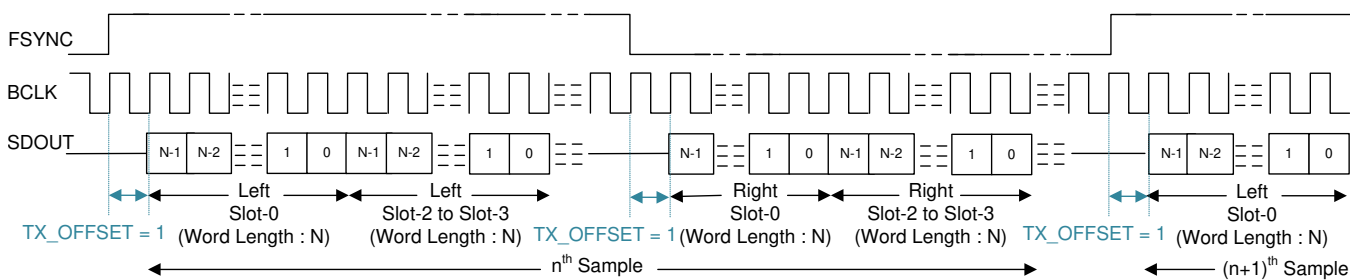 FSYNC
BCLK
SDOUT
N-1 N-2 1 0 N-1 N-2 1 0 N-1 1 0 N-1 N-2 1 0 N-1 N-2 1 0
Left
Slot-0
(Word Length : N)
Left
Slot-2 to Slot-3
(Word Length : N)
Right
Slot-0
(Word Length : N)
Right
Slot-2 to Slot-3
(Word Length : N)
Left
Slot-0
(Word Length : N)
TX_OFFSET = 1
TX_OFFSET = 1
TX_OFFSET = 1
nth Sample
(n+1)th Sample